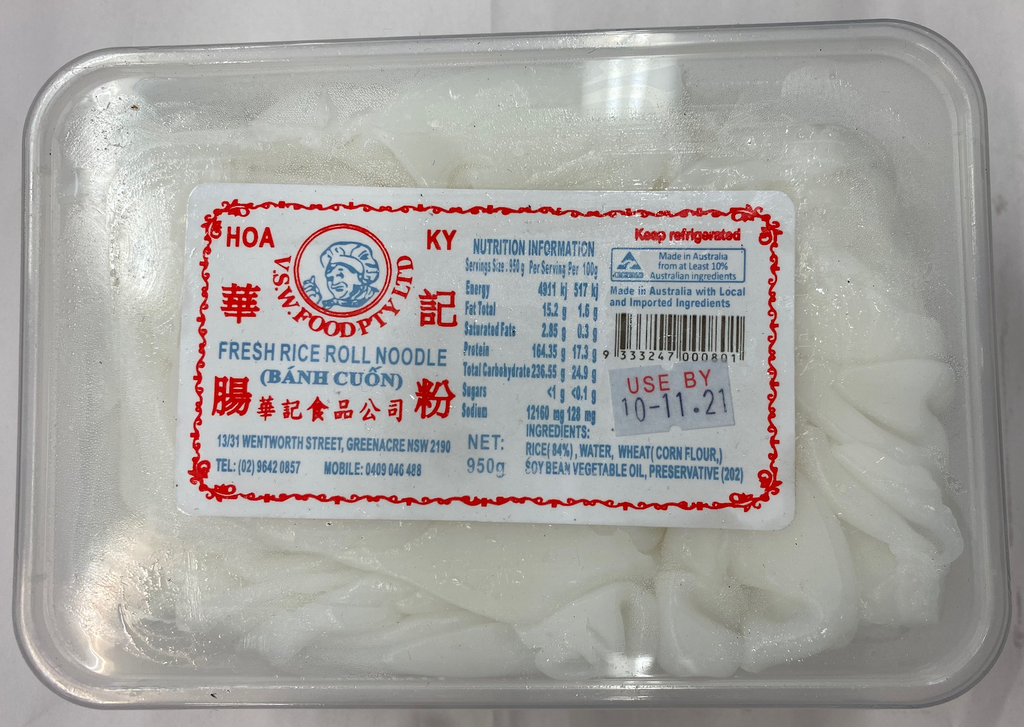 HOA KY
V.S.W. FOOD PTY LTD
華 記
FRESH RICE ROLL NOODLE
(BÁNH CUỐN)
腸 華記食品公司 粉
13/31 WENTWORTH STREET, GREENACRE NSW 2190
TEL: (02) 9642 0857 MOBILE: 0409 046 488
NUTRITION INFORMATION
Servings Size : 950 g Per Serving Per 100g
Energy 4911 kj 517 kj
Fat Total 15.2 g 1.6 g
Saturated Fats 2.85 g 0.3 g
Protein 164.35 g 17.3 g
Total Carbehydrate 236.55 g 24.9 g
Sugars <1 g <0.1 g
Sodium 12160 mg 128 mg
NET:
950g
INGREDIENTS:
RICE(84%), WATER, WHEAT( CORN FLOUR,)
SOY BEAN VEGETABLE OIL, PRESERVATIVE (202)
Keep refrigerated
Made in Australia
from at Least 10%
Australian ingredients
Made in Australia with Local
and Imported Ingredients
9 333247 000801
USE BY
10-11.21